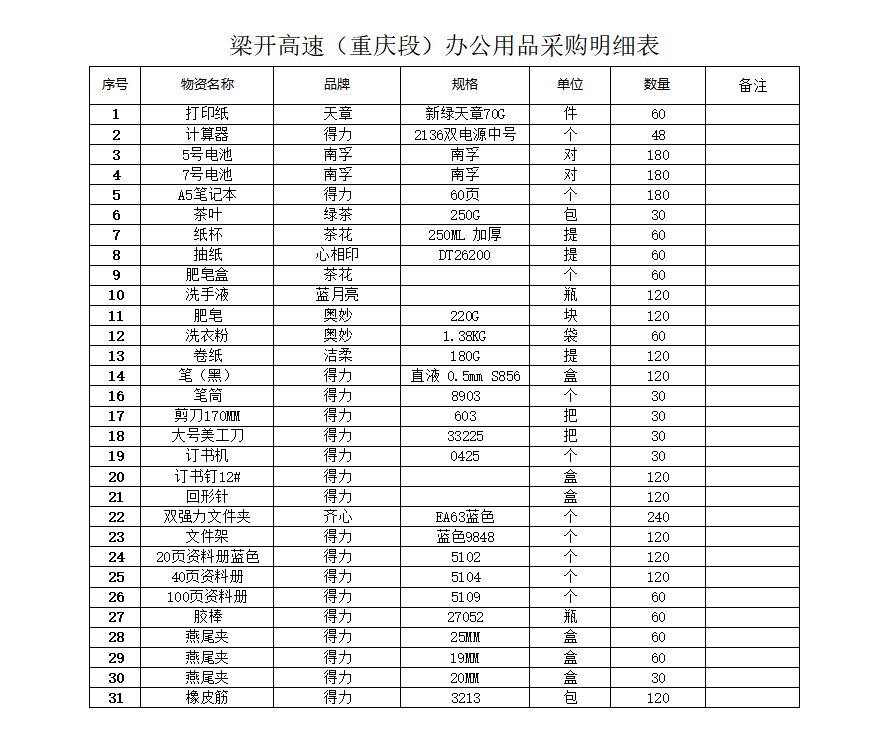 梁开高速（重庆段）办公用品采购明细表
序号 物资名称 品牌 规格 单位 数量 备注
1 打印纸 天章 新绿天章70G 件 60
2 计算器 得力 2136双电源中号 个 48
3 5号电池 南孚 南孚 对 180
4 7号电池 南孚 南孚 对 180
5 A5笔记本 得力 60页 个 180
6 茶叶 绿茶 250G 包 30
7 纸杯 茶花 250ML 加厚 提 60
8 抽纸 心相印 DT26200 提 60
9 肥皂盒 茶花 个 60
10 洗手液 蓝月亮 瓶 120
11 肥皂 奥妙 220G 块 120
12 洗衣粉 奥妙 1.38KG 袋 60
13 卷纸 洁柔 180G 提 120
14 笔（黑） 得力 直液 0.5mm S856 盒 120
16 笔筒 得力 8903 个 30
17 剪刀170MM 得力 603 把 30
18 大号美工刀 得力 33225 把 30
19 订书机 得力 0425 个 30
20 订书钉12# 得力 盒 120
21 回形针 得力 盒 120
22 双强力文件夹 齐心 EA63蓝色 个 240
23 文件架 得力 蓝色9848 个 120
24 20页资料册蓝色 得力 5102 个 120
25 40页资料册 得力 5104 个 120
26 100页资料册 得力 5109 个 60
27 胶棒 得力 27052 瓶 60
28 燕尾夹 得力 25MM 盒 60
29 燕尾夹 得力 19MM 盒 60
30 燕尾夹 得力 20MM 盒 30
31 橡皮筋 得力 3213 包 120